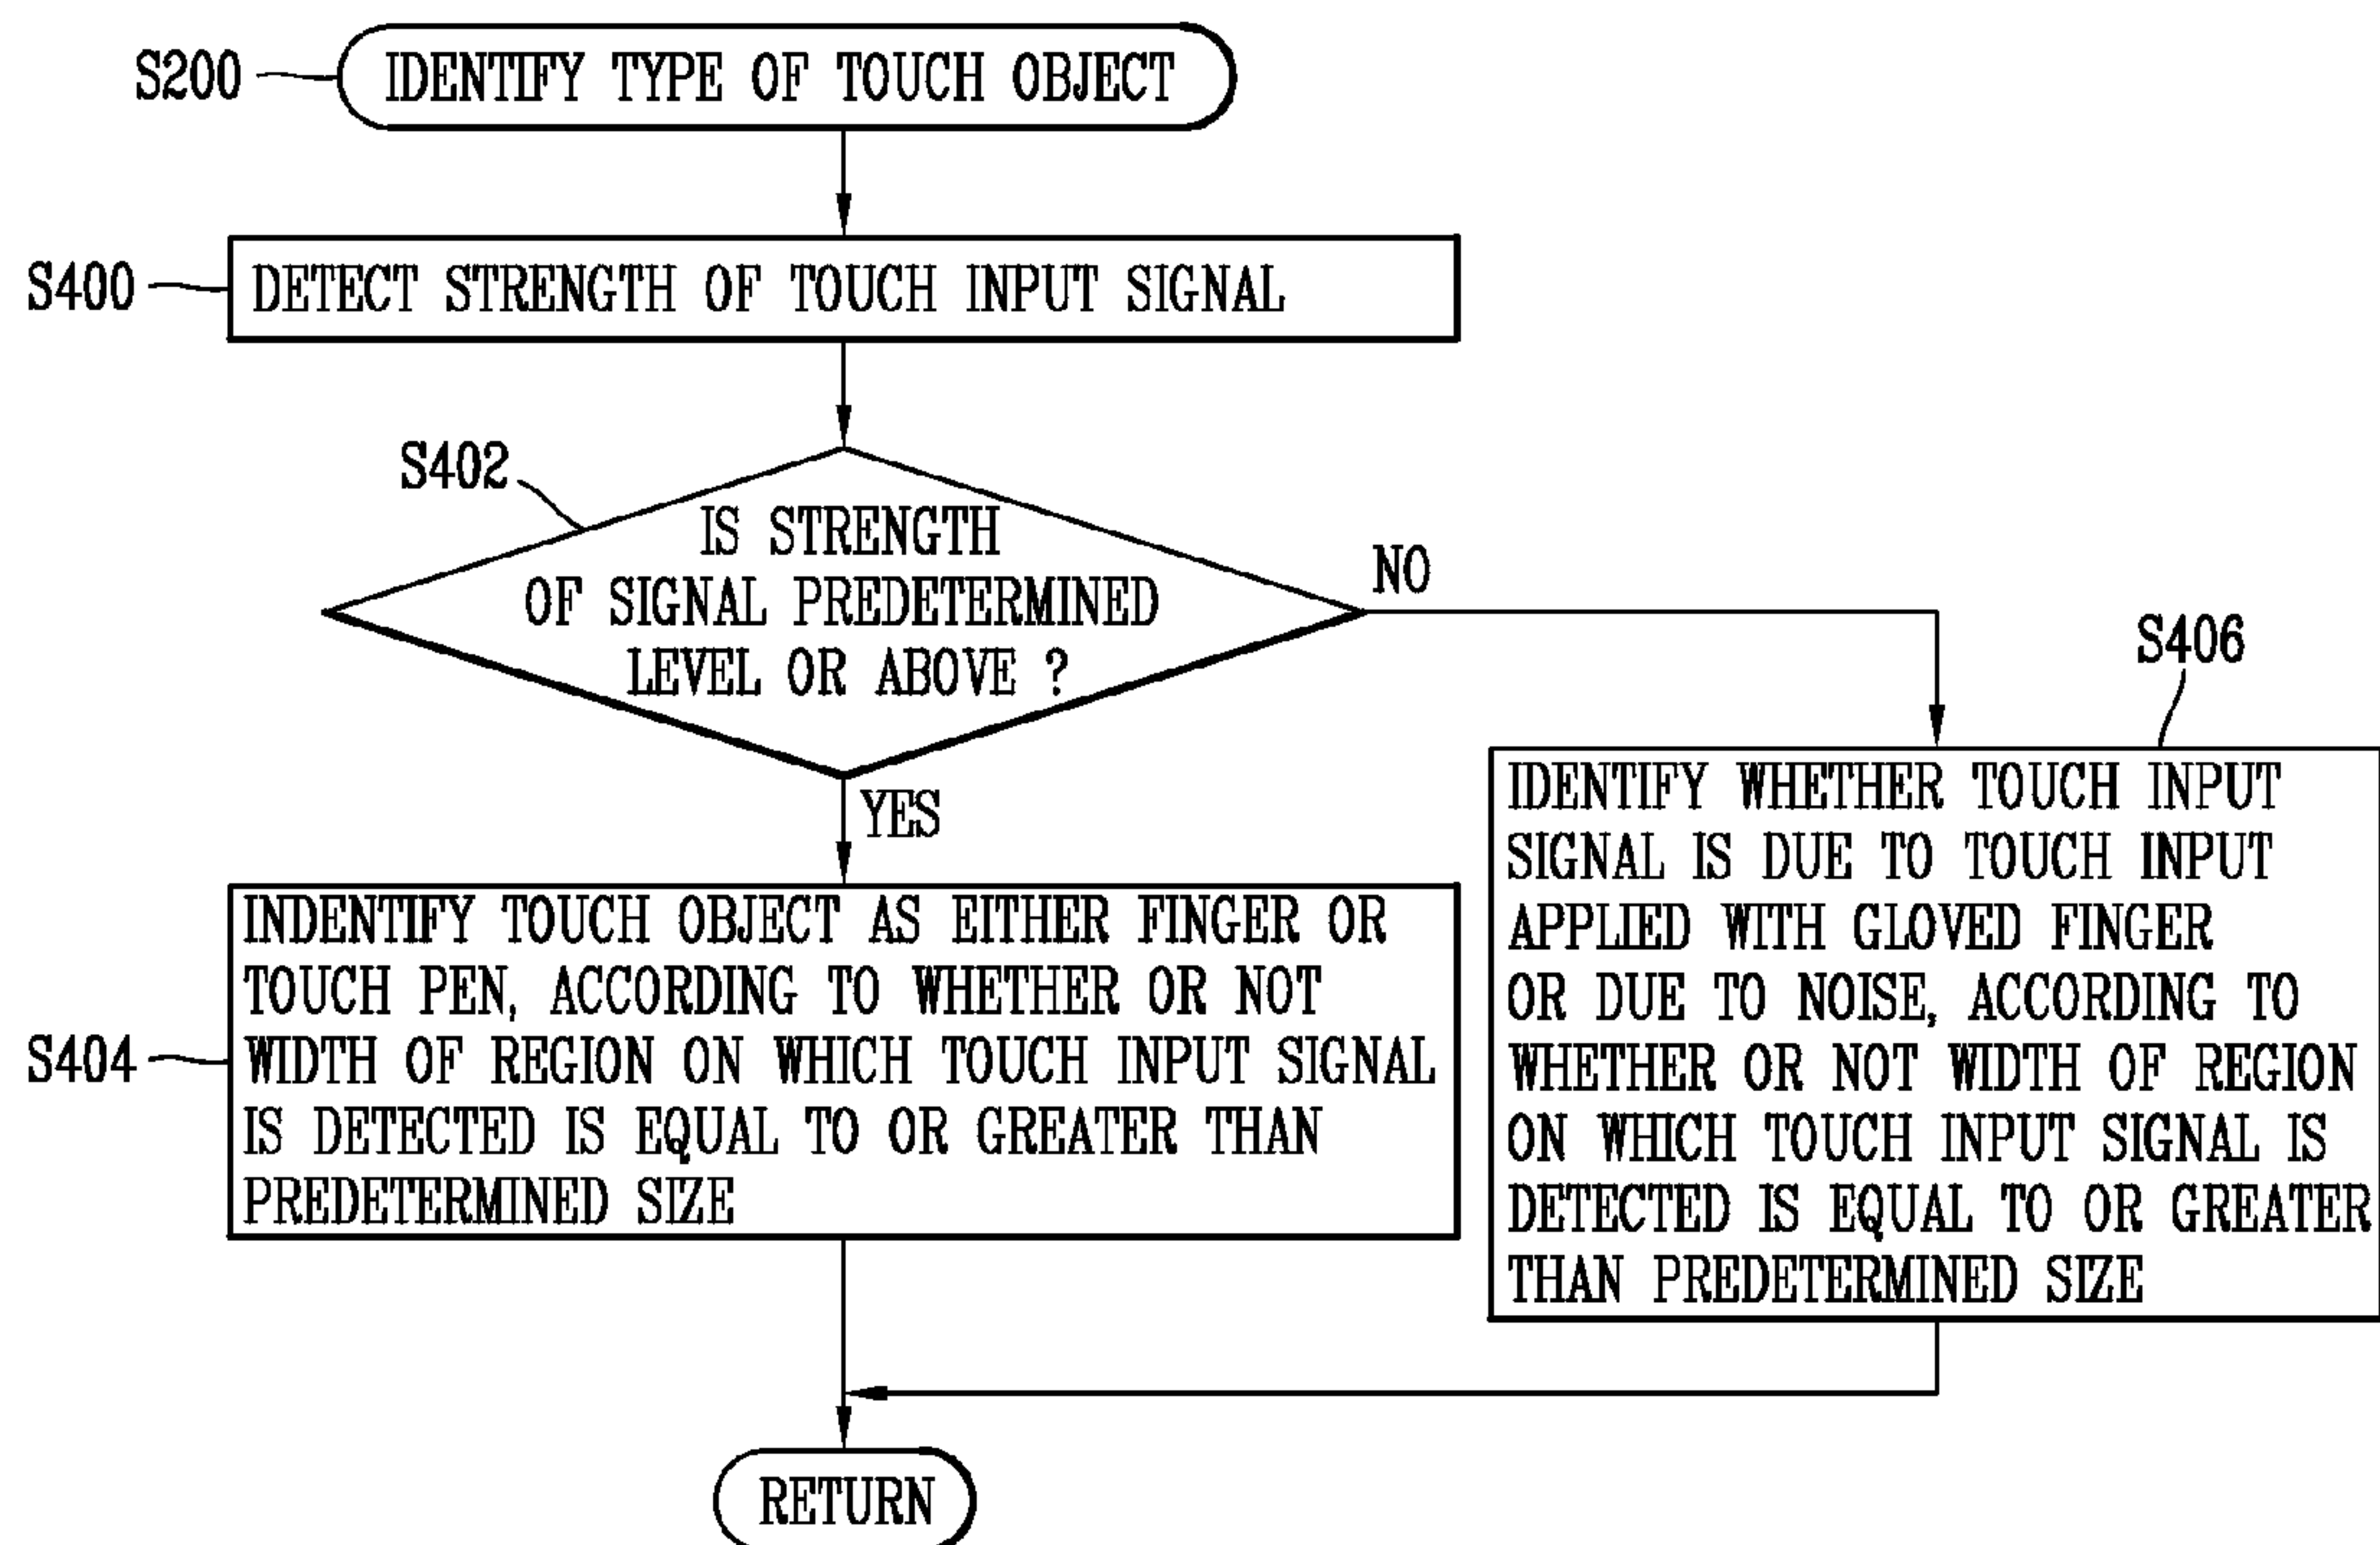 S200
IDENTIFY TYPE OF TOUCH OBJECT
S400
DETECT STRENGTH OF TOUCH INPUT SIGNAL
S402
IS STRENGTH
OF SIGNAL PREDETERMINED
LEVEL OR ABOVE ?
NO
YES
S404
INDENTIFY TOUCH OBJECT AS EITHER FINGER OR
TOUCH PEN, ACCORDING TO WHETHER OR NOT
WIDTH OF REGION ON WHICH TOUCH INPUT SIGNAL
IS DETECTED IS EQUAL TO OR GREATER THAN
PREDETERMINED SIZE
S406
IDENTIFY WHETHER TOUCH INPUT
SIGNAL IS DUE TO TOUCH INPUT
APPLIED WITH GLOVED FINGER
OR DUE TO NOISE, ACCORDING TO
WHETHER OR NOT WIDTH OF REGION
ON WHICH TOUCH INPUT SIGNAL IS
DETECTED IS EQUAL TO OR GREATER
THAN PREDETERMINED SIZE
RETURN